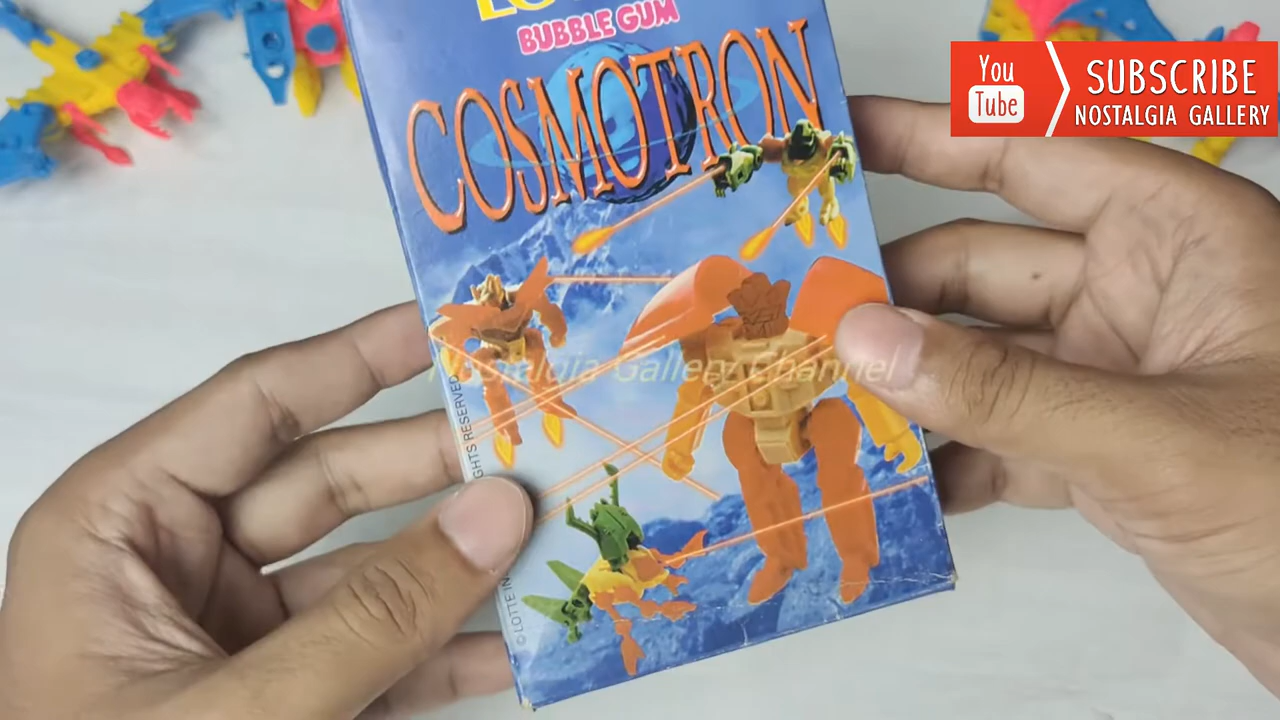 BUBBLE GUM
COSMOTRON
You
Tube
SUBSCRIBE
NOSTALGIA GALLERY
Nostalgia Gallery Channel
GHTS RESERVED
© LOTTE IN